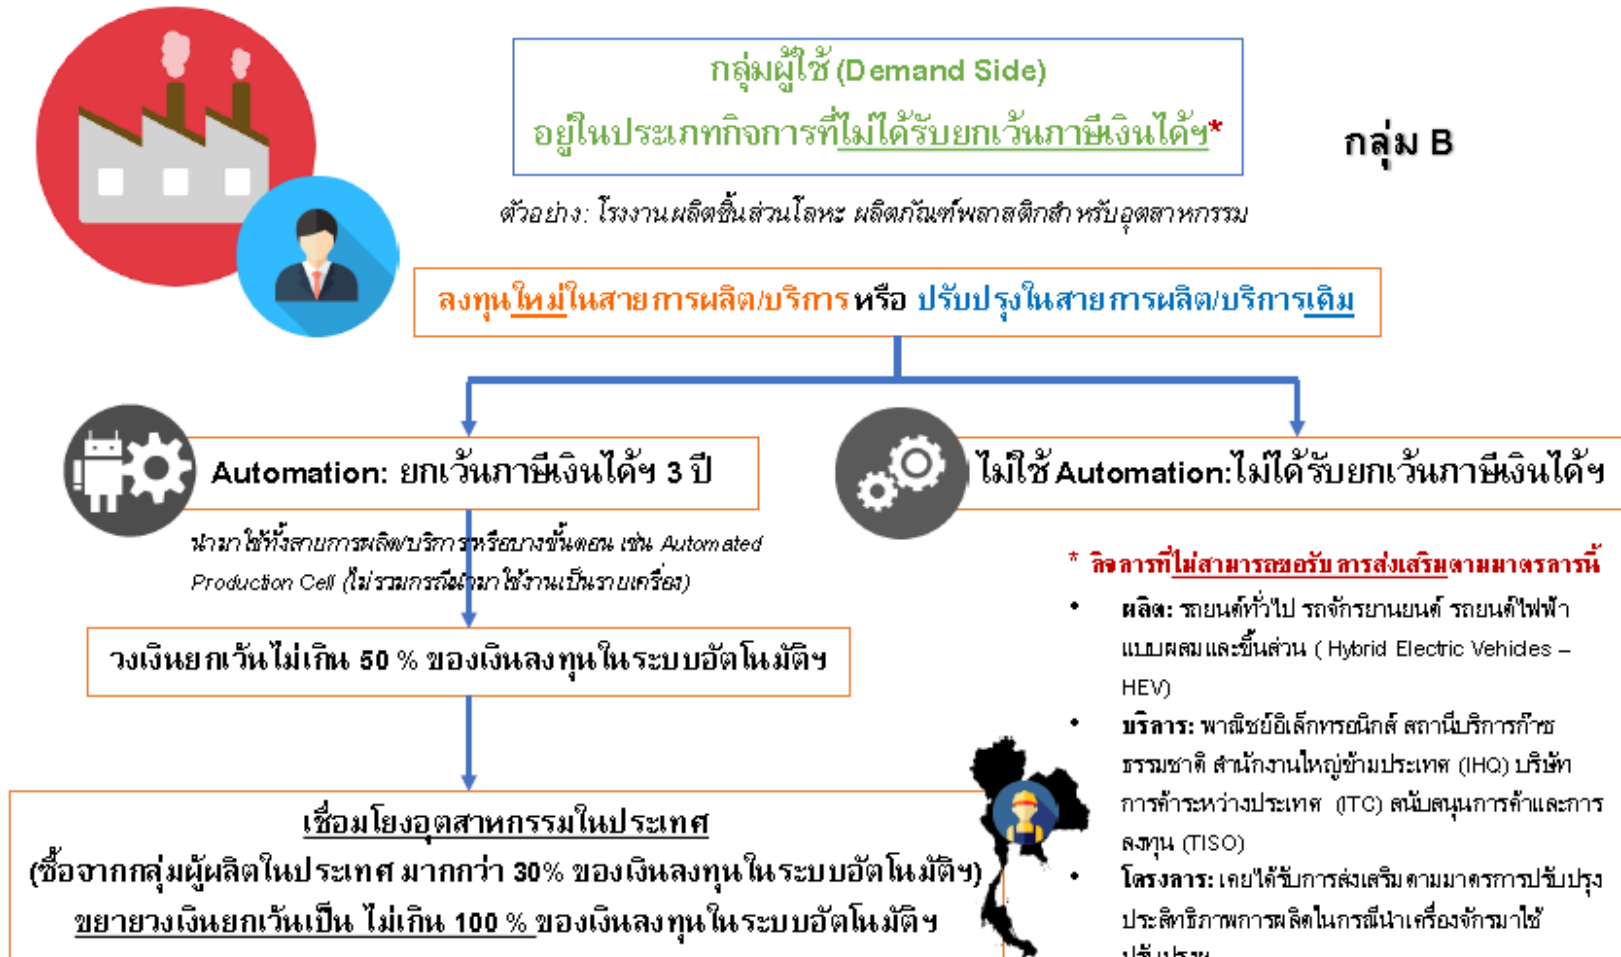 กลุ่มผู้ใช้ (Demand Side)
อยู่ในประเภทกิจการที่ไม่ได้รับยกเว้นภาษีเงินได้ฯ*
กลุ่ม B
ตัวอย่าง: โรงงานผลิตชิ้นส่วนโลหะ ผลิตภัณฑ์พลาสติกสำหรับอุตสาหกรรม
ลงทุนใหม่ในสายการผลิต/บริการ หรือ ปรับปรุงในสายการผลิต/บริการเดิม
Automation: ยกเว้นภาษีเงินได้ฯ 3 ปี
นำมาใช้ทั้งสายการผลิต/บริการหรือบางขั้นตอน เช่น Automated
Production Cell (ไม่รวมกรณีนำมาใช้งานเป็นรายเครื่อง)
วงเงินยกเว้นไม่เกิน 50 % ของเงินลงทุนในระบบอัตโนมัติฯ
เชื่อมโยงอุตสาหกรรมในประเทศ
(ซื้อจากกลุ่มผู้ผลิตในประเทศ มากกว่า 30% ของเงินลงทุนในระบบอัตโนมัติฯ)
ขยายวงเงินยกเว้นเป็น ไม่เกิน 100 % ของเงินลงทุนในระบบอัตโนมัติฯ
ไม่ใช้ Automation:ไม่ได้รับยกเว้นภาษีเงินได้ฯ
* กิจการที่ไม่สามารถขอรับการส่งเสริมตามมาตรการนี้
• ผลิต: รถยนต์ทั่วไป รถจักรยานยนต์ รถยนต์ไฟฟ้า
แบบผสมและชิ้นส่วน ( Hybrid Electric Vehicles –
HEV)
• บริการ: พาณิชย์อิเล็กทรอนิกส์ สถานีบริการก๊าซ
ธรรมชาติ สำนักงานใหญ่ข้ามประเทศ (IHQ) บริษัท
การค้าระหว่างประเทศ (ITC) สนับสนุนการค้าและการ
ลงทุน (TISO)
• โครงการ: เคยได้รับการส่งเสริมตามมาตรการปรับปรุง
ประสิทธิภาพการผลิตในกรณีนำเครื่องจักรมาใช้